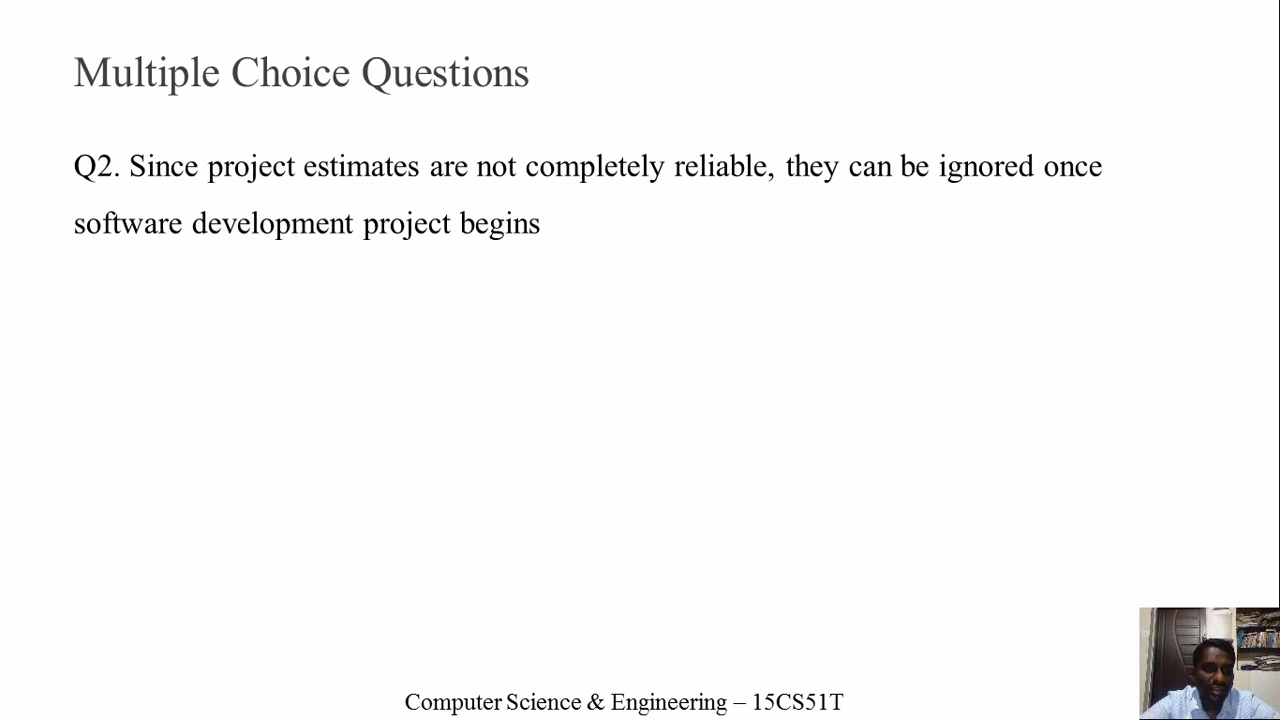 Multiple Choice Questions
Q2. Since project estimates are not completely reliable, they can be ignored once
software development project begins
Computer Science & Engineering – 15CS51T